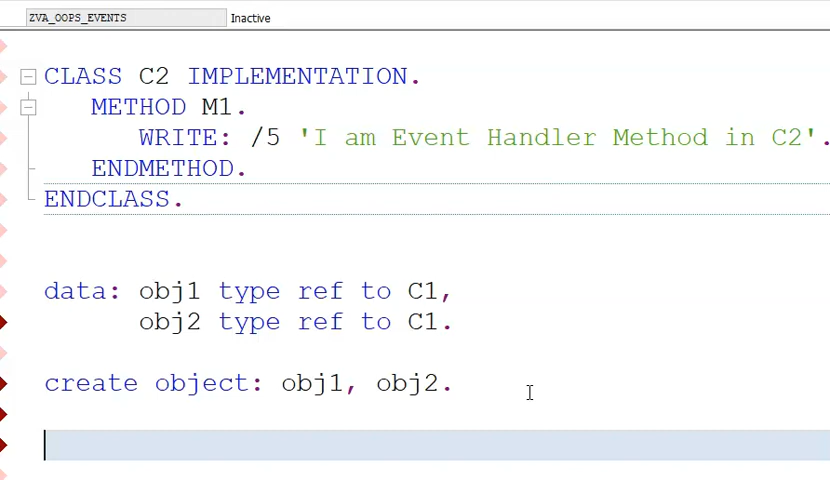 ZVA_OOPS_EVENTS Inactive
CLASS C2 IMPLEMENTATION.
METHOD M1.
WRITE: /5 'I am Event Handler Method in C2'.
ENDMETHOD.
ENDCLASS.
data: obj1 type ref to C1,
obj2 type ref to C1.
create object: obj1, obj2.